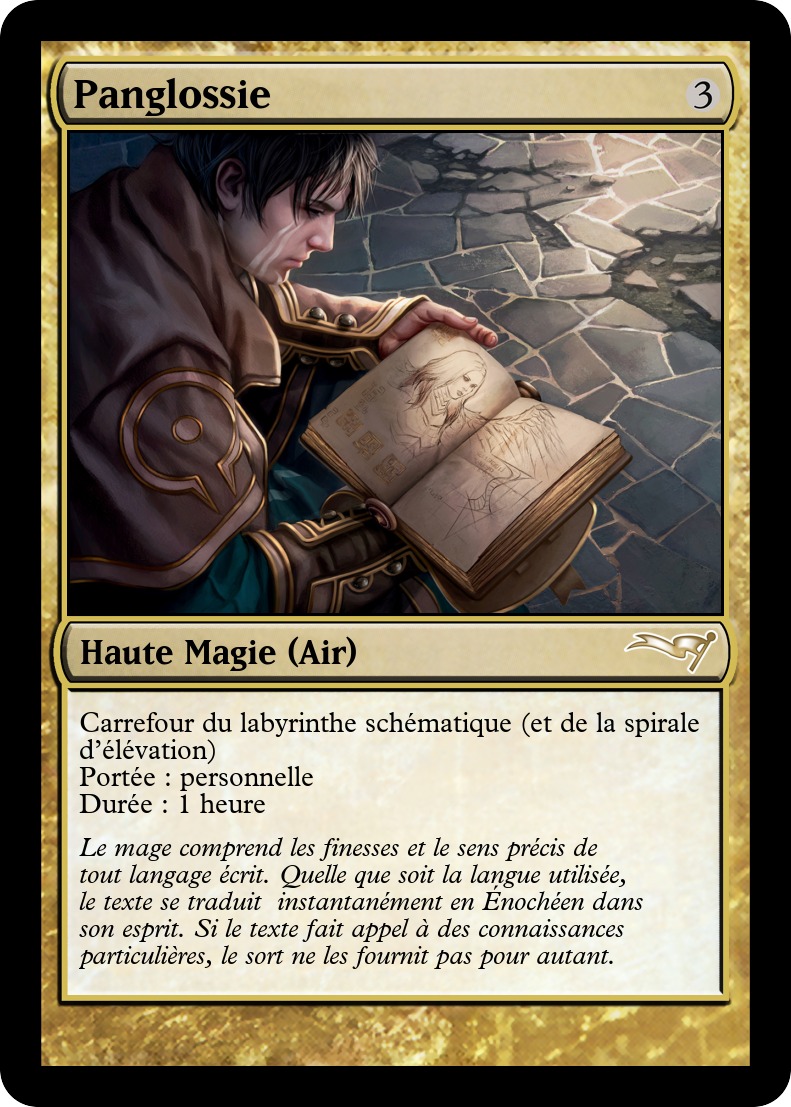 Panglossie 3
Haute Magie (Air)
Carrefour du labyrinthe schématique (et de la spirale
d'élévation)
Portée : personnelle
Durée : 1 heure
Le mage comprend les finesses et le sens précis de
tout langage écrit. Quelle que soit la langue utilisée,
le texte se traduit  instantanément en Énochéen dans
son esprit. Si le texte fait appel à des connaissances
particulières, le sort ne les fournit pas pour autant.